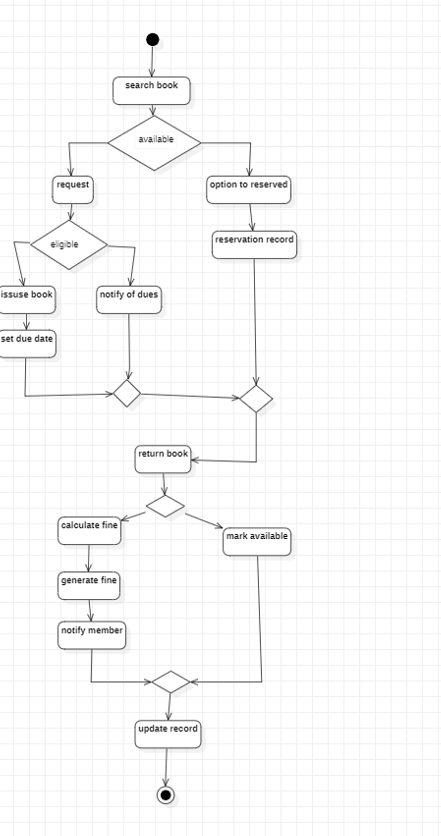 search book
available
request
option to reserved
eligible
reservation record
issuse book
notify of dues
set due date
return book
calculate fine
mark available
generate fine
notify member
update record